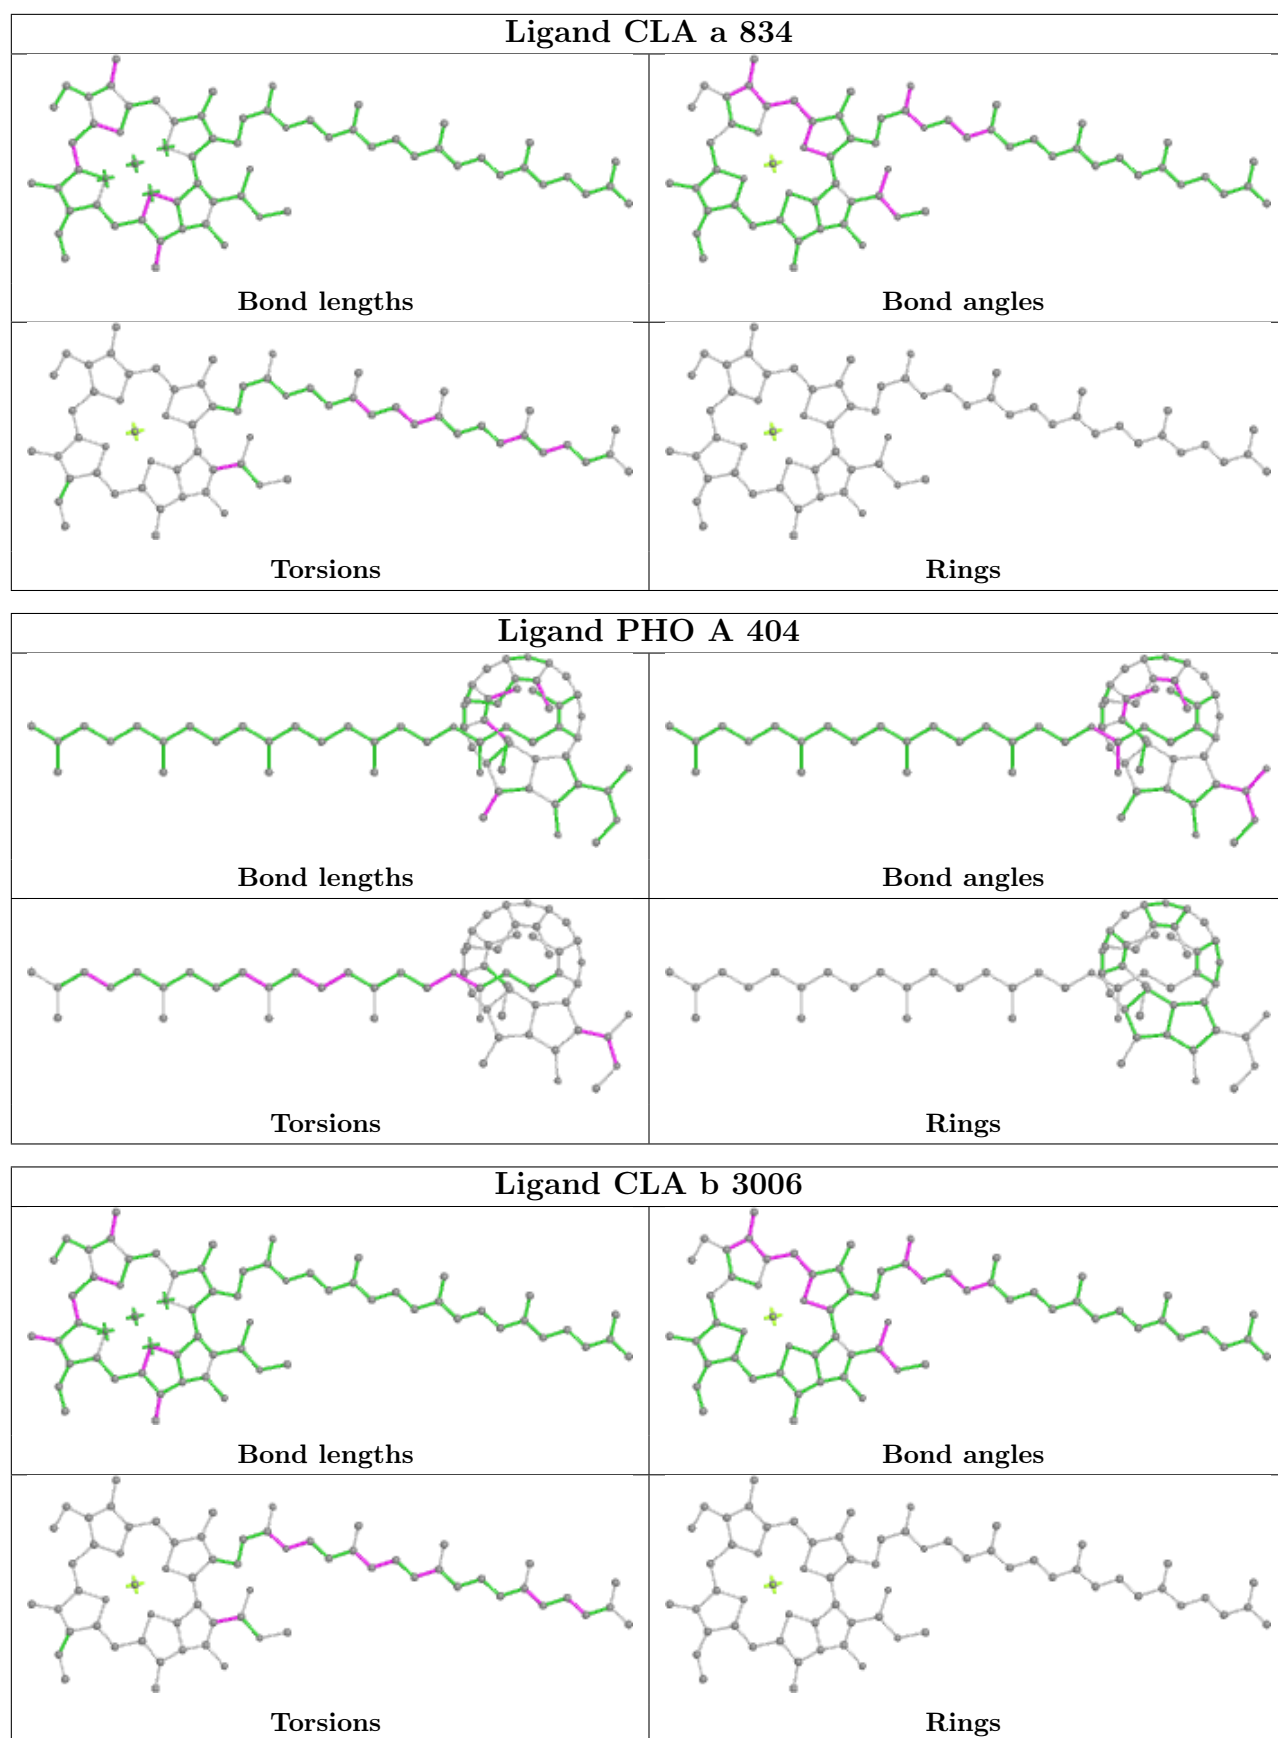 Ligand CLA a 834
Bond lengths
Bond angles
Torsions
Rings
Ligand PHO A 404
Bond lengths
Bond angles
Torsions
Rings
Ligand CLA b 3006
Bond lengths
Bond angles
Torsions
Rings